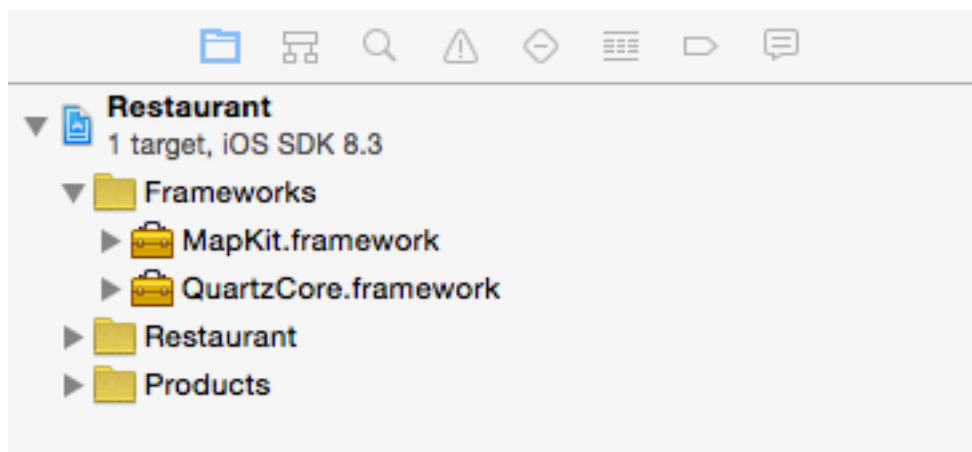 Restaurant
1 target, iOS SDK 8.3
Frameworks
MapKit.framework
QuartzCore.framework
Restaurant
Products